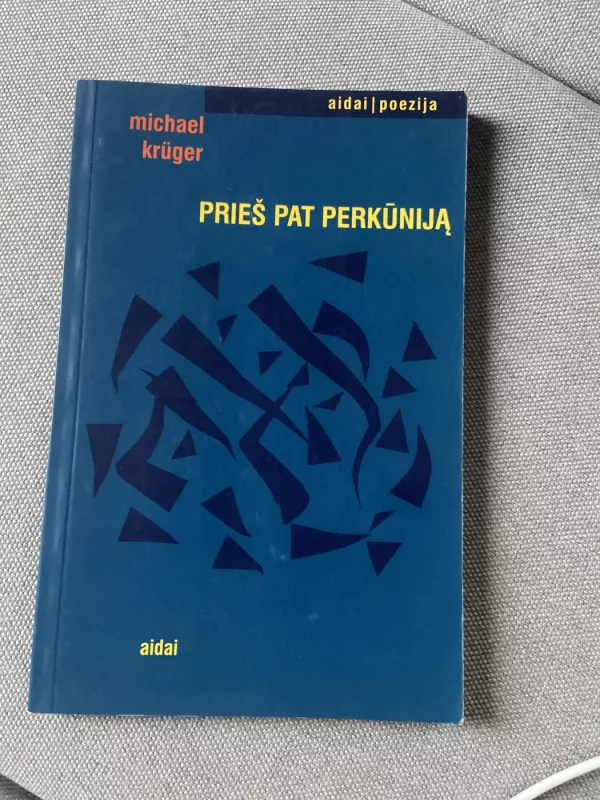 aidai | poezija
michael
krüger
PRIEŠ PAT PERKŪNIJĄ
aidai